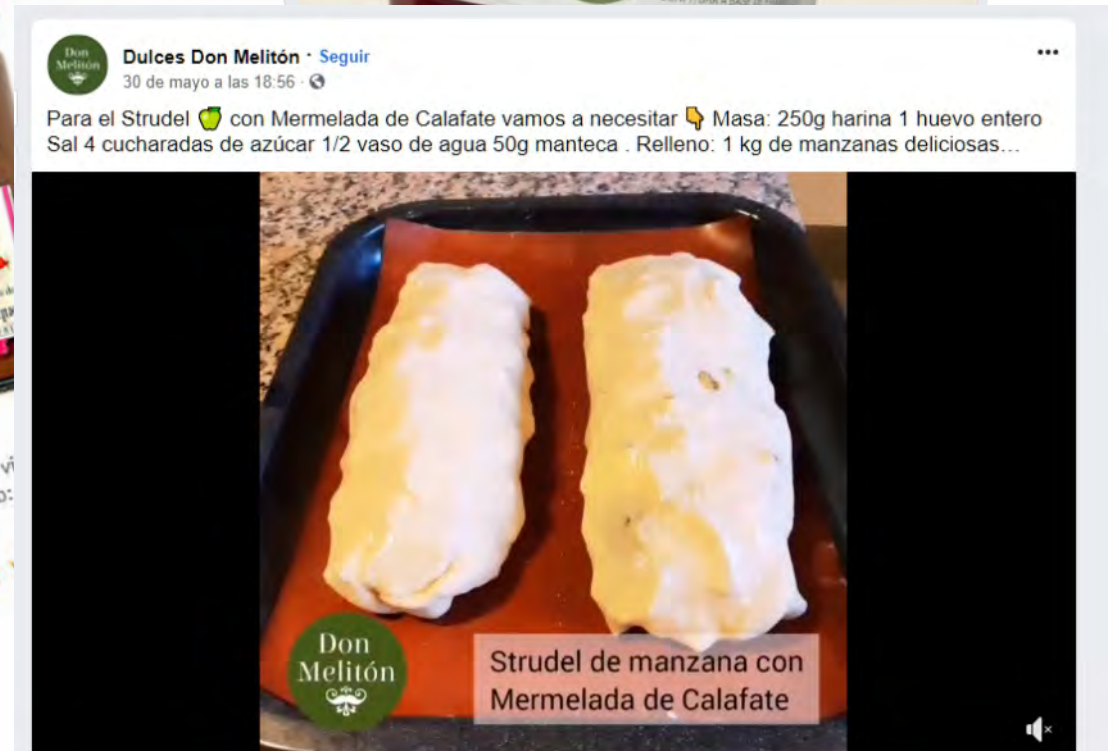 Dulces Don Melitón · Seguir
30 de mayo a las 18:56 ·
Para el Strudel 🍏 con Mermelada de Calafate vamos a necesitar 👇 Masa: 250g harina 1 huevo entero
Sal 4 cucharadas de azúcar 1/2 vaso de agua 50g manteca . Relleno: 1 kg de manzanas deliciosas...
Don
Melitón
Don
Melitón
Strudel de manzana con
Mermelada de Calafate